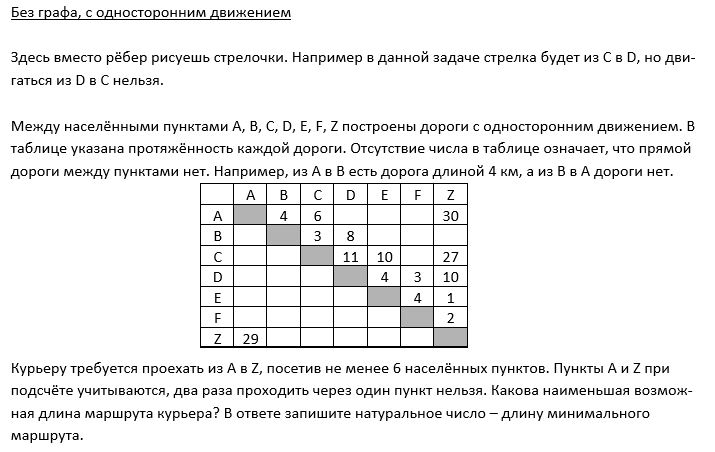 Без графа, с односторонним движением
Здесь вместо рёбер рисуешь стрелочки. Например в данной задаче стрелка будет из C в D, но дви-
гаться из D в C нельзя.
Между населёнными пунктами A, B, C, D, E, F, Z построены дороги с односторонним движением. В
таблице указана протяжённость каждой дороги. Отсутствие числа в таблице означает, что прямой
дороги между пунктами нет. Например, из A в B есть дорога длиной 4 км, а из B в A дороги нет.
A B C D E F Z
A 4 6 30
B 3 8
C 11 10 27
D 4 3 10
E 4 1
F 2
Z 29
Курьеру требуется проехать из A в Z, посетив не менее 6 населённых пунктов. Пункты A и Z при
подсчёте учитываются, два раза проходить через один пункт нельзя. Какова наименьшая возмож-
ная длина маршрута курьера? В ответе запишите натуральное число – длину минимального
маршрута.